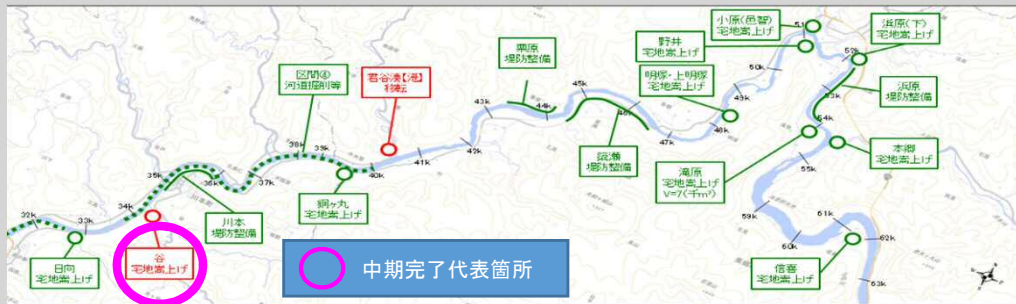 小原(邑智)
宅地嵩上げ
51k
浜原(下)
宅地嵩上げ
野井
宅地嵩上げ
52k
栗原
堤防整備
50k
明塚・上明塚
宅地嵩上げ
区間④
河道掘削等
君谷湊【港】
移転
浜原
堤防整備
45k
53k
49k
43k
44k
46k
54k
48k
38k
39k
42k
47k
本郷
宅地嵩上げ
41k
40k
35k
36k
37k
55k
滝原
宅地嵩上げ
V=7(千m³)
堤防整備
宅地嵩上げ
34k
32k
33k
川本
堤防整備
59k
61k
谷
宅地嵩上げ
日向
宅地嵩上げ
60k
62k
信喜
宅地嵩上げ
63k
中期完了代表箇所